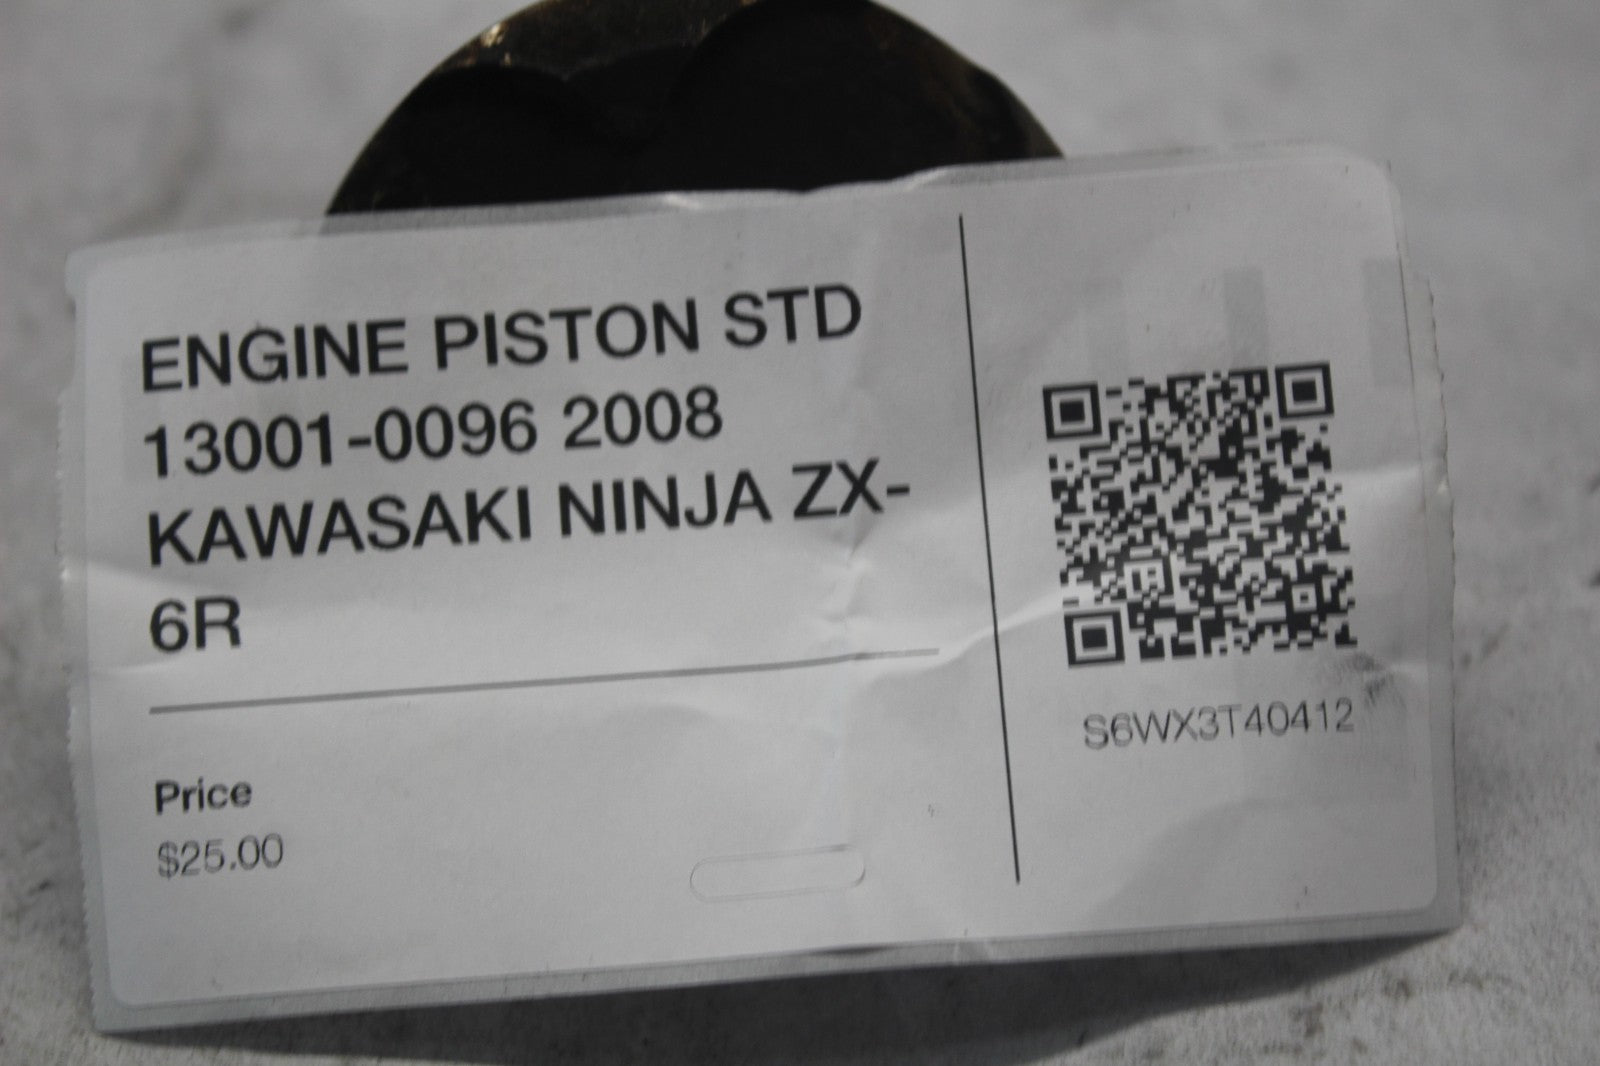 ENGINE PISTON STD
13001-0096 2008
KAWASAKI NINJA ZX-
6R
Price
$25.00
S6WX3T40412